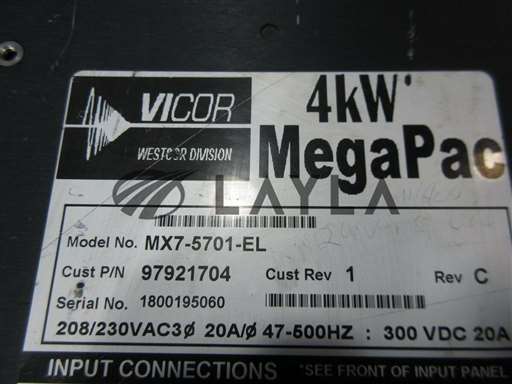 VICOR
WESTCOR DIVISION
4kW
MegaPac
LAYLA
Model No. MX7-5701-EL
Cust P/N 97921704 Cust Rev 1 Rev C
Serial No. 1800195060
208/230VAC3Ø 20A/Ø 47-500HZ : 300 VDC 20A
INPUT CONNECTIONS *SEE FRONT OF INPUT PANEL